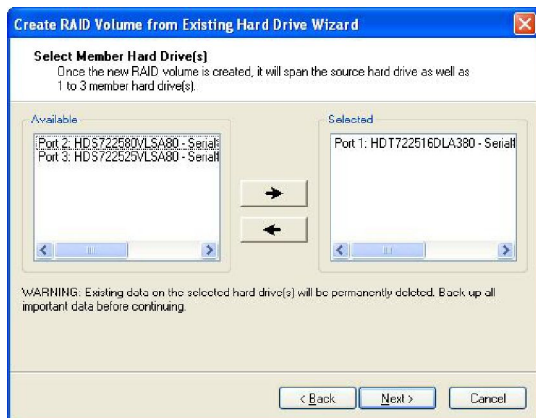 Create RAID Volume from Existing Hard Drive Wizard
Select Member Hard Drive(s)
Once the new RAID volume is created, it will span the source hard drive as well as
1 to 3 member hard drive(s).
Available
Port 2: HDS722580VLSA80 - Serial#
Port 3: HDS722525VLSA80 - Serial#
Selected
Port 1: HDT722516DLA380 - Serial#
WARNING: Existing data on the selected hard drive(s) will be permanently deleted. Back up all
important data before continuing.
< Back
Next >
Cancel